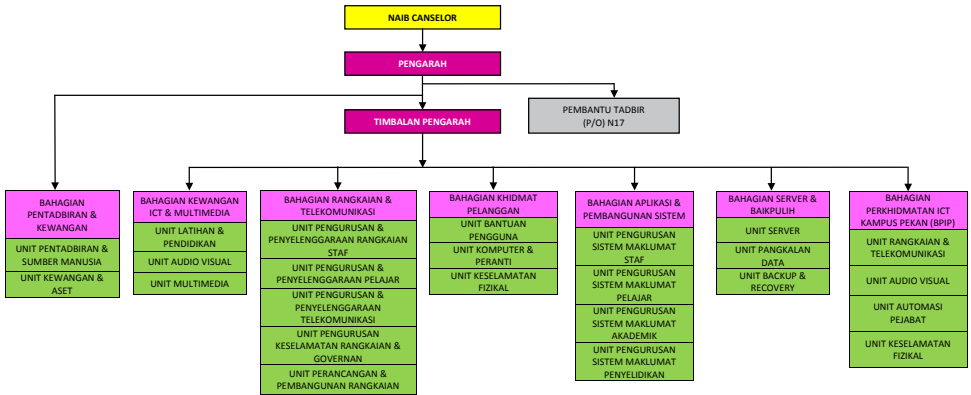 NAIB CANSELOR
PENGARAH
PEMBANTU TADBIR
(P/O) N17
TIMBALAN PENGARAH
BAHAGIAN
PENTADBIRAN &
KEWANGAN
UNIT PENTADBIRAN &
SUMBER MANUSIA
UNIT KEWANGAN &
ASET
BAHAGIAN KEWANGAN
ICT & MULTIMEDIA
UNIT LATIHAN &
PENDIDIKAN
UNIT AUDIO VISUAL
UNIT MULTIMEDIA
BAHAGIAN RANGKAIAN &
TELEKOMUNIKASI
UNIT PENGURUSAN &
PENYELENGGARAAN RANGKAIAN
STAF
UNIT PENGURUSAN &
PENYELENGGARAAN PELAJAR
UNIT PENGURUSAN &
PENYELENGGARAAN
TELEKOMUNIKASI
UNIT PENGURUSAN
KESELAMATAN RANGKAIAN &
GOVERNAN
UNIT PERANCANGAN &
PEMBANGUNAN RANGKAIAN
BAHAGIAN KHIDMAT
PELANGGAN
UNIT BANTUAN
PENGGUNA
UNIT KOMPUTER &
PERANTI
UNIT KESELAMATAN
FIZIKAL
BAHAGIAN APLIKASI &
PEMBANGUNAN SISTEM
UNIT PENGURUSAN
SISTEM MAKLUMAT
STAF
UNIT PENGURUSAN
SISTEM MAKLUMAT
PELAJAR
UNIT PENGURUSAN
SISTEM MAKLUMAT
AKADEMIK
UNIT PENGURUSAN
SISTEM MAKLUMAT
PENYELIDIKAN
BAHAGIAN SERVER &
BAIKPULIH
UNIT SERVER
UNIT PANGKALAN
DATA
UNIT BACKUP &
RECOVERY
BAHAGIAN
PERKHIDMATAN ICT
KAMPUS PEKAN (BPIP)
UNIT RANGKAIAN &
TELEKOMUNIKASI
UNIT AUDIO VISUAL
UNIT AUTOMASI
PEJABAT
UNIT KESELAMATAN
FIZIKAL